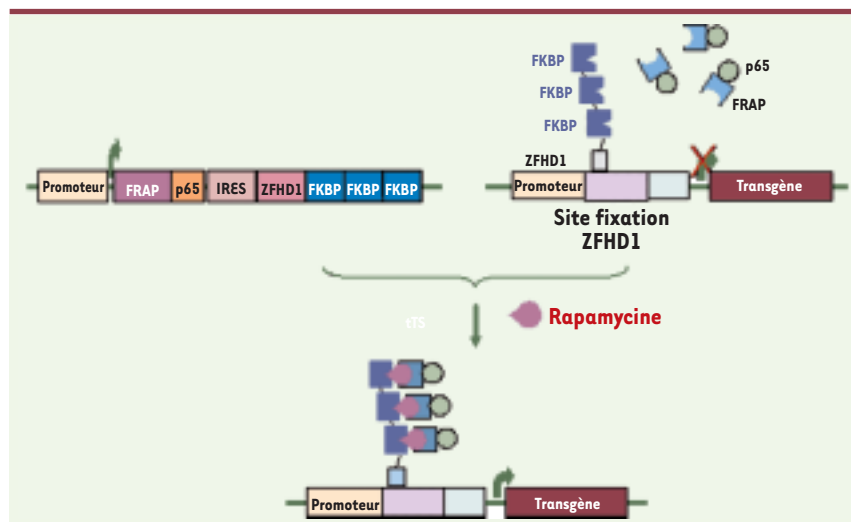 FKBP
FKBP
FKBP
p65
FRAP
ZFHD1
Promoteur FRAP p65 IRES ZFHD1 FKBP FKBP FKBP
Promoteur Transgène
Site fixation
ZFHD1
tTS
Rapamycine
Promoteur Transgène